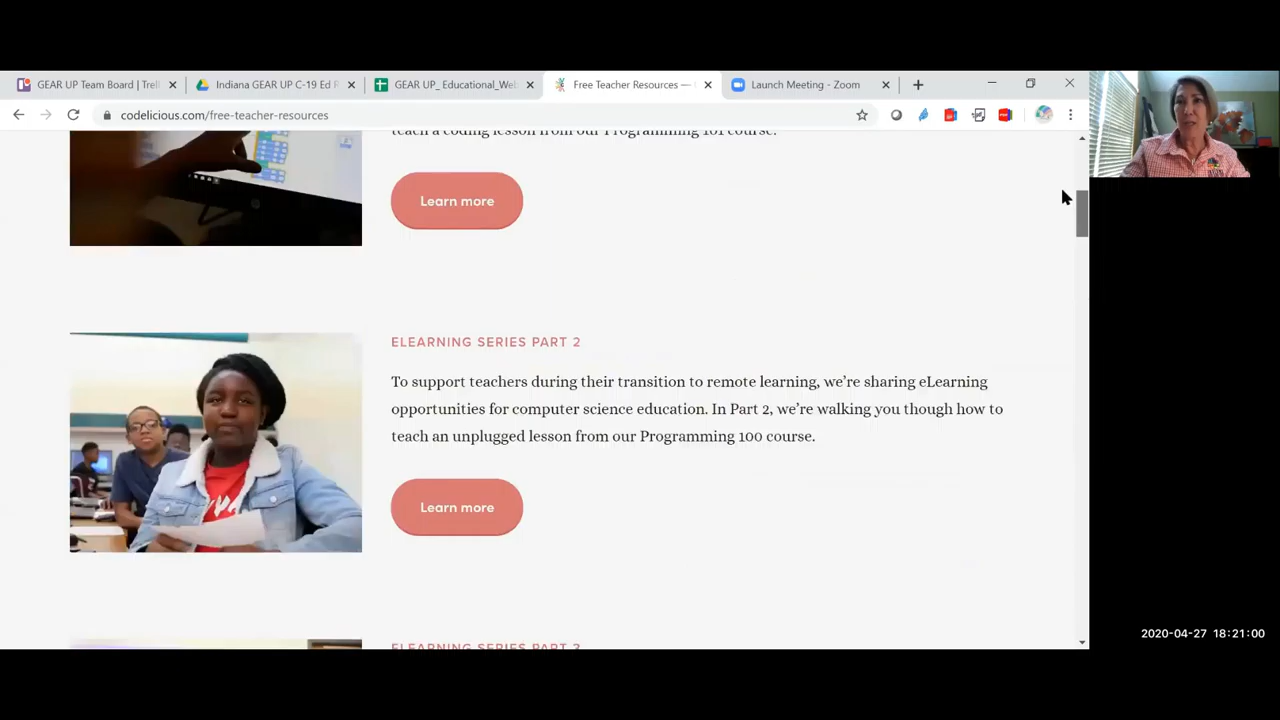 GEAR UP Team Board | Trell
Indiana GEAR UP C-19 Ed R
GEAR UP_ Educational_Wel
Free Teacher Resources —
Launch Meeting - Zoom
codelicious.com/free-teacher-resources
teach a coding lesson from our Programming 101 course.
Learn more
ELEARNING SERIES PART 2
To support teachers during their transition to remote learning, we're sharing eLearning
opportunities for computer science education. In Part 2, we're walking you though how to
teach an unplugged lesson from our Programming 100 course.
Learn more
ELEARNING SERIES PART 3
2020-04-27 18:21:00